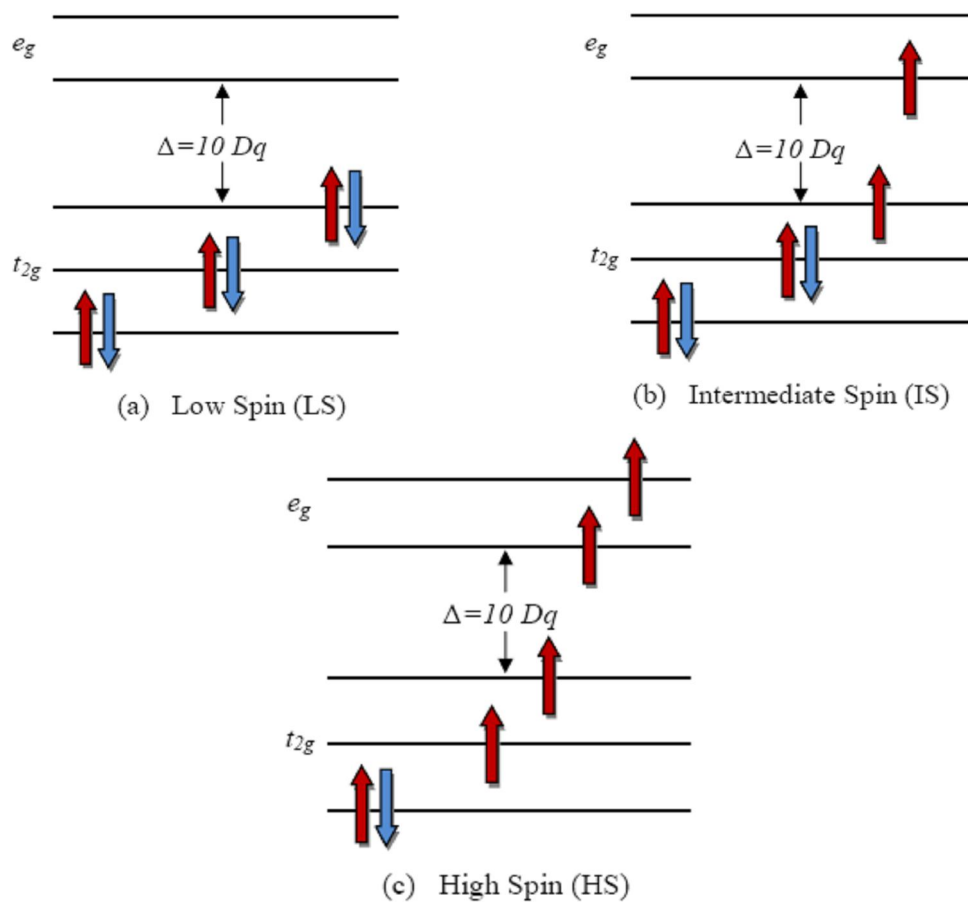 e_g
Δ=10 Dq
t_2g
(a) Low Spin (LS)
e_g
Δ=10 Dq
t_2g
(b) Intermediate Spin (IS)
e_g
Δ=10 Dq
t_2g
(c) High Spin (HS)